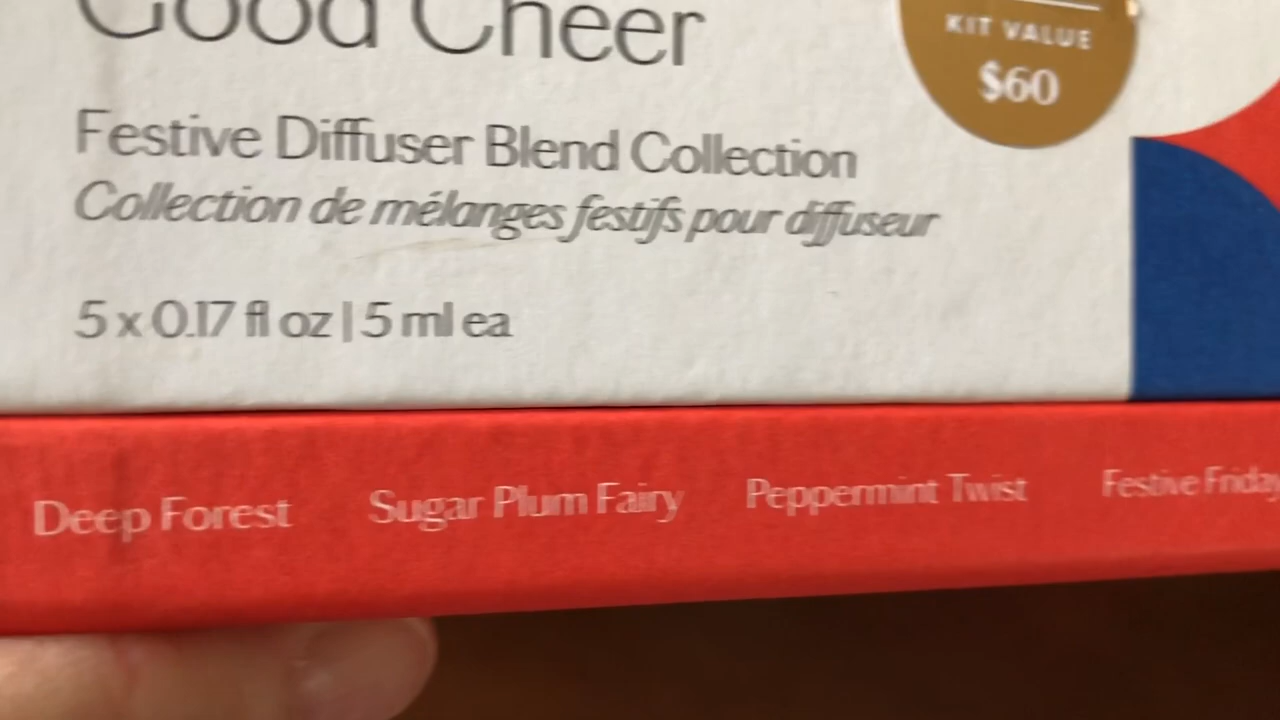 Good Cheer
KIT VALUE
$60
Festive Diffuser Blend Collection
Collection de mélanges festifs pour diffuseur
5 x 0.17 fl oz | 5 ml ea
Deep Forest
Sugar Plum Fairy
Peppermint Twist
Festive Friday